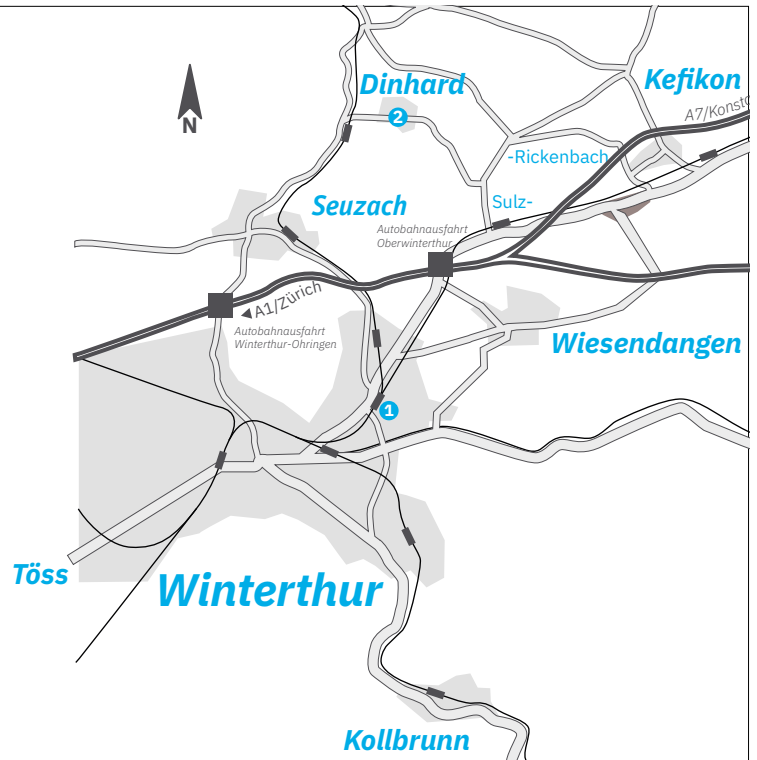 Dinhard
Kefikon
A7/Konsta
N
2
-Rickenbach
Sulz-
Seuzach
Autobahnausfahrt
Oberwinterthur
A1/Zürich
Autobahnausfahrt
Winterthur-Ohringen
Wiesendangen
1
Töss
Winterthur
Kollbrunn